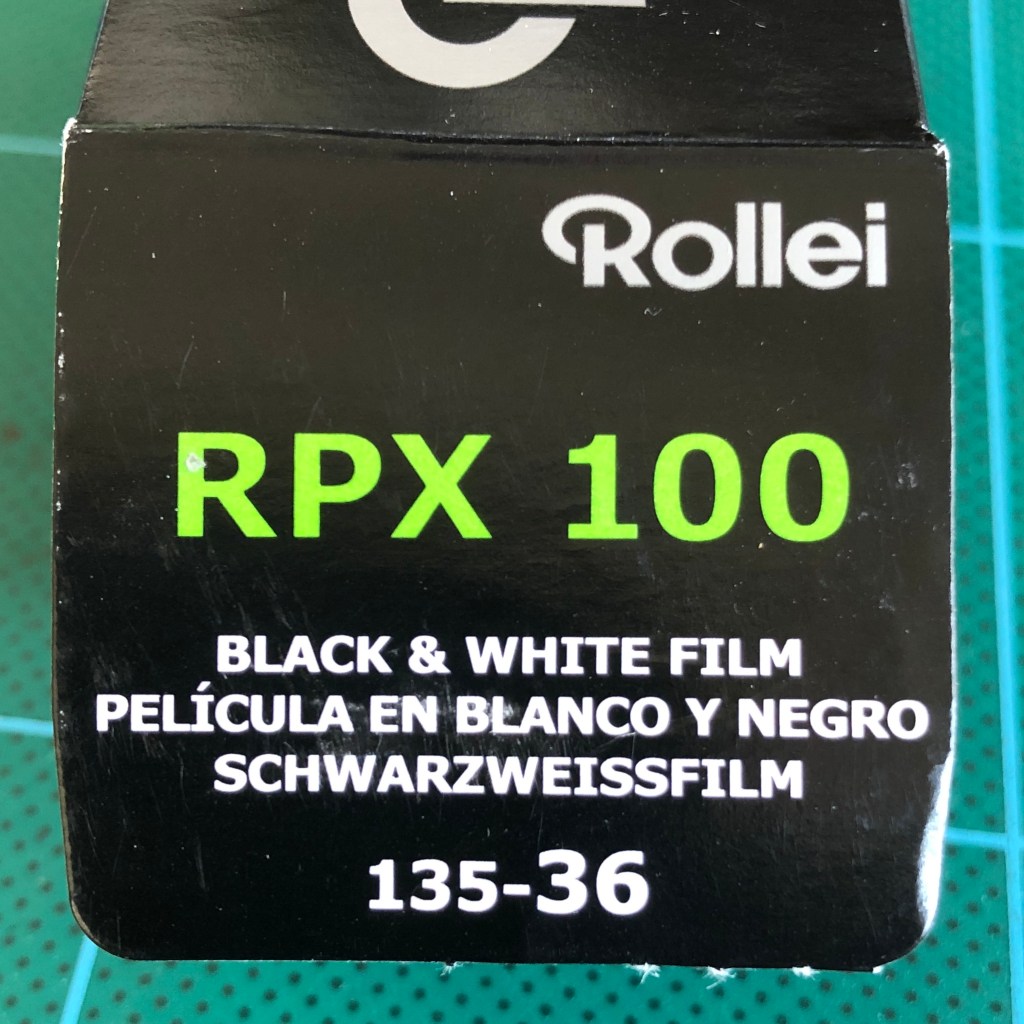 Rollei
RPX 100
BLACK & WHITE FILM
PELÍCULA EN BLANCO Y NEGRO
SCHWARZWEISSFILM
135-36